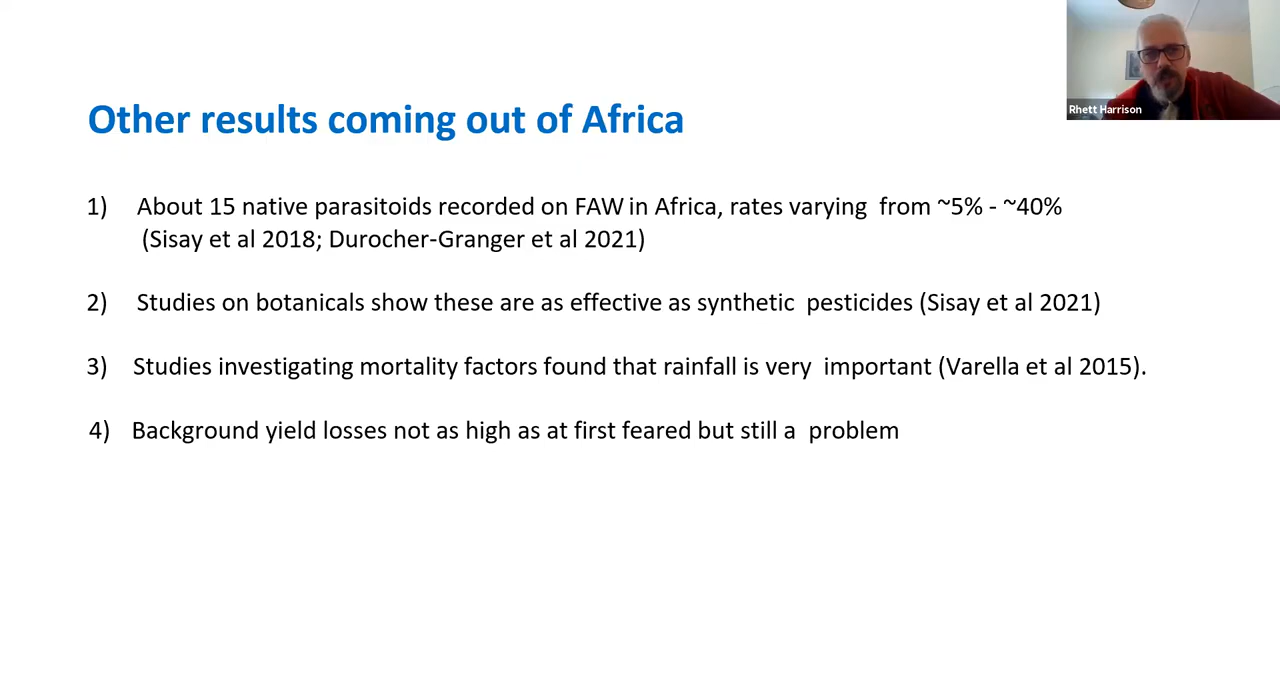 Rhett Harrison
Other results coming out of Africa
1) About 15 native parasitoids recorded on FAW in Africa, rates varying from ~5% - ~40%
(Sisay et al 2018; Durocher-Granger et al 2021)
2) Studies on botanicals show these are as effective as synthetic pesticides (Sisay et al 2021)
3) Studies investigating mortality factors found that rainfall is very important (Varella et al 2015).
4) Background yield losses not as high as at first feared but still a problem